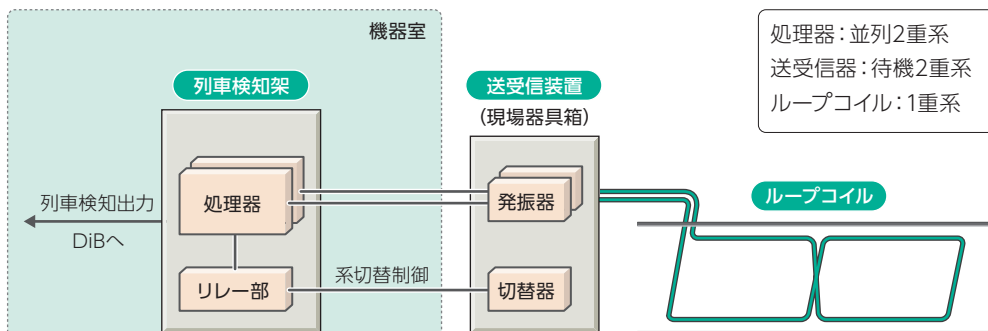 機器室
処理器：並列2重系
送受信器：待機2重系
ループコイル：1重系
列車検知架
送受信装置
（現場器具箱）
列車検知出力
DiBへ
処理器
発振器
ループコイル
リレー部
系切替制御
切替器